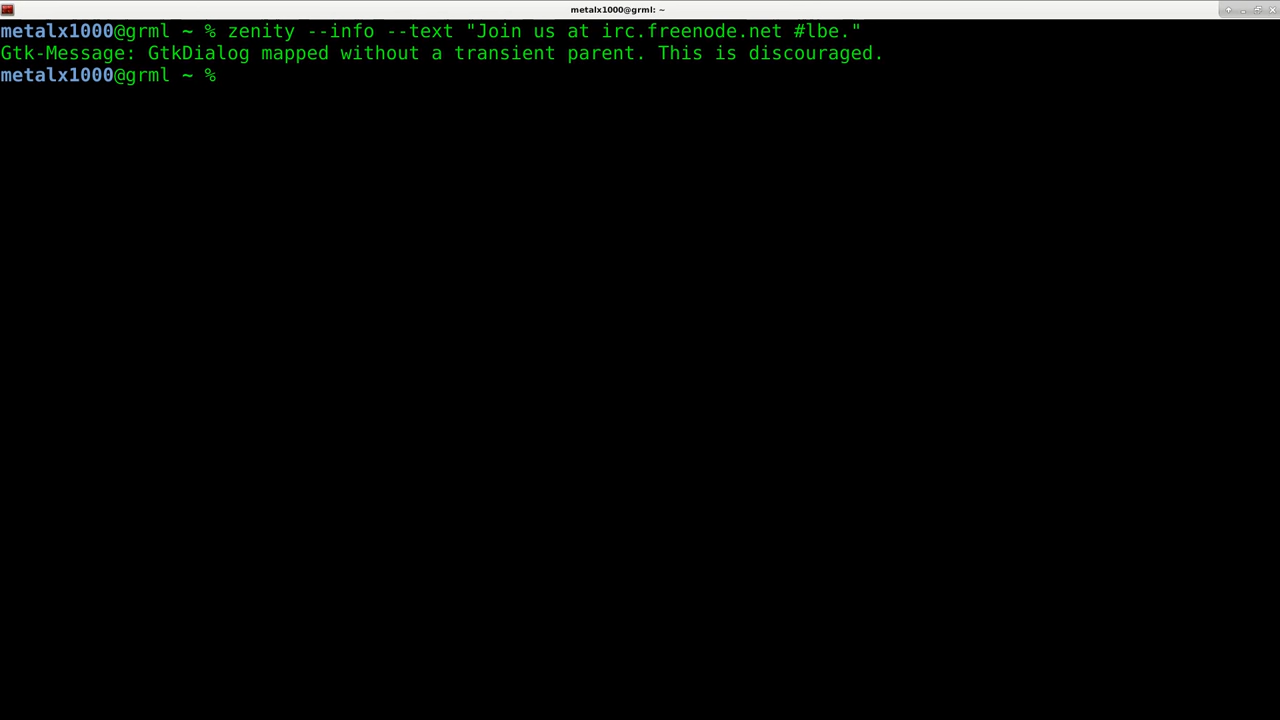 metalx1000@grml: ~
metalx1000@grml ~ % zenity --info --text "Join us at irc.freenode.net #lbe."
Gtk-Message: GtkDialog mapped without a transient parent. This is discouraged.
metalx1000@grml ~ %